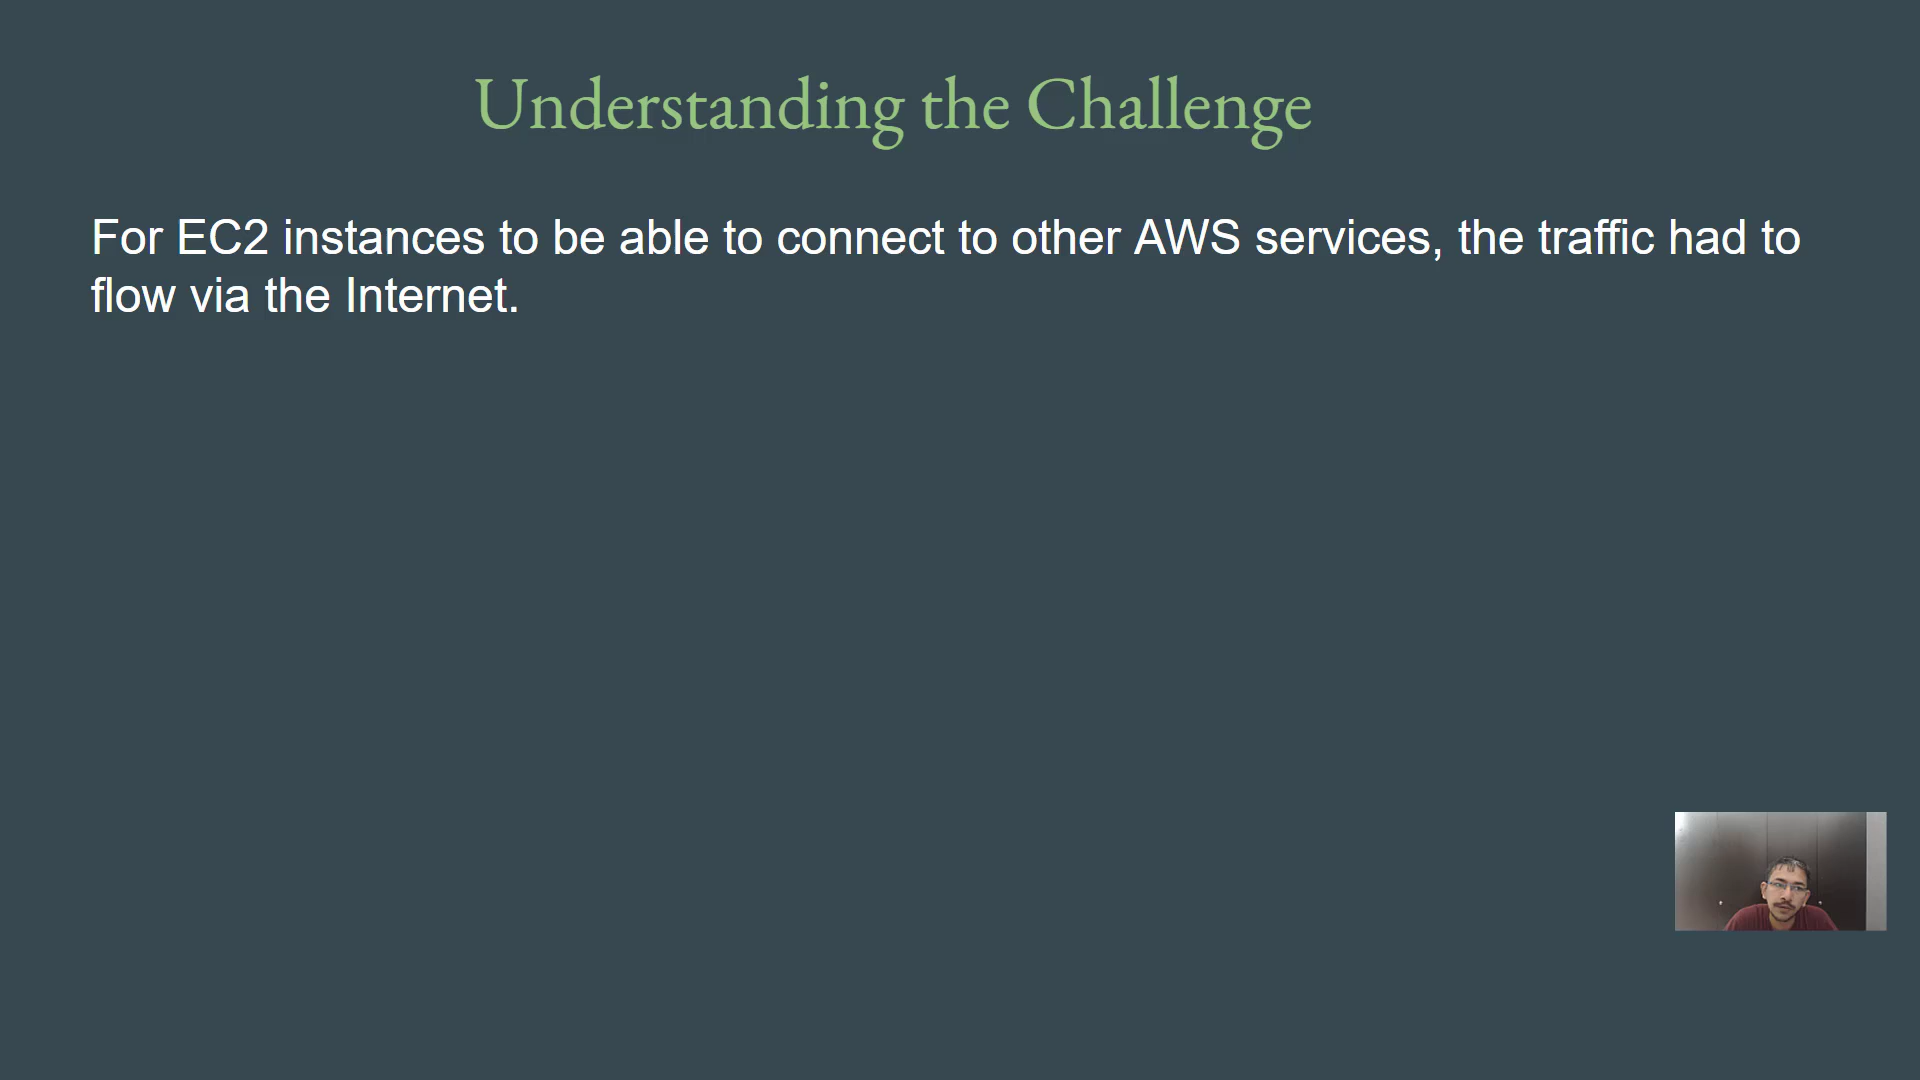 Understanding the Challenge
For EC2 instances to be able to connect to other AWS services, the traffic had to
flow via the Internet.